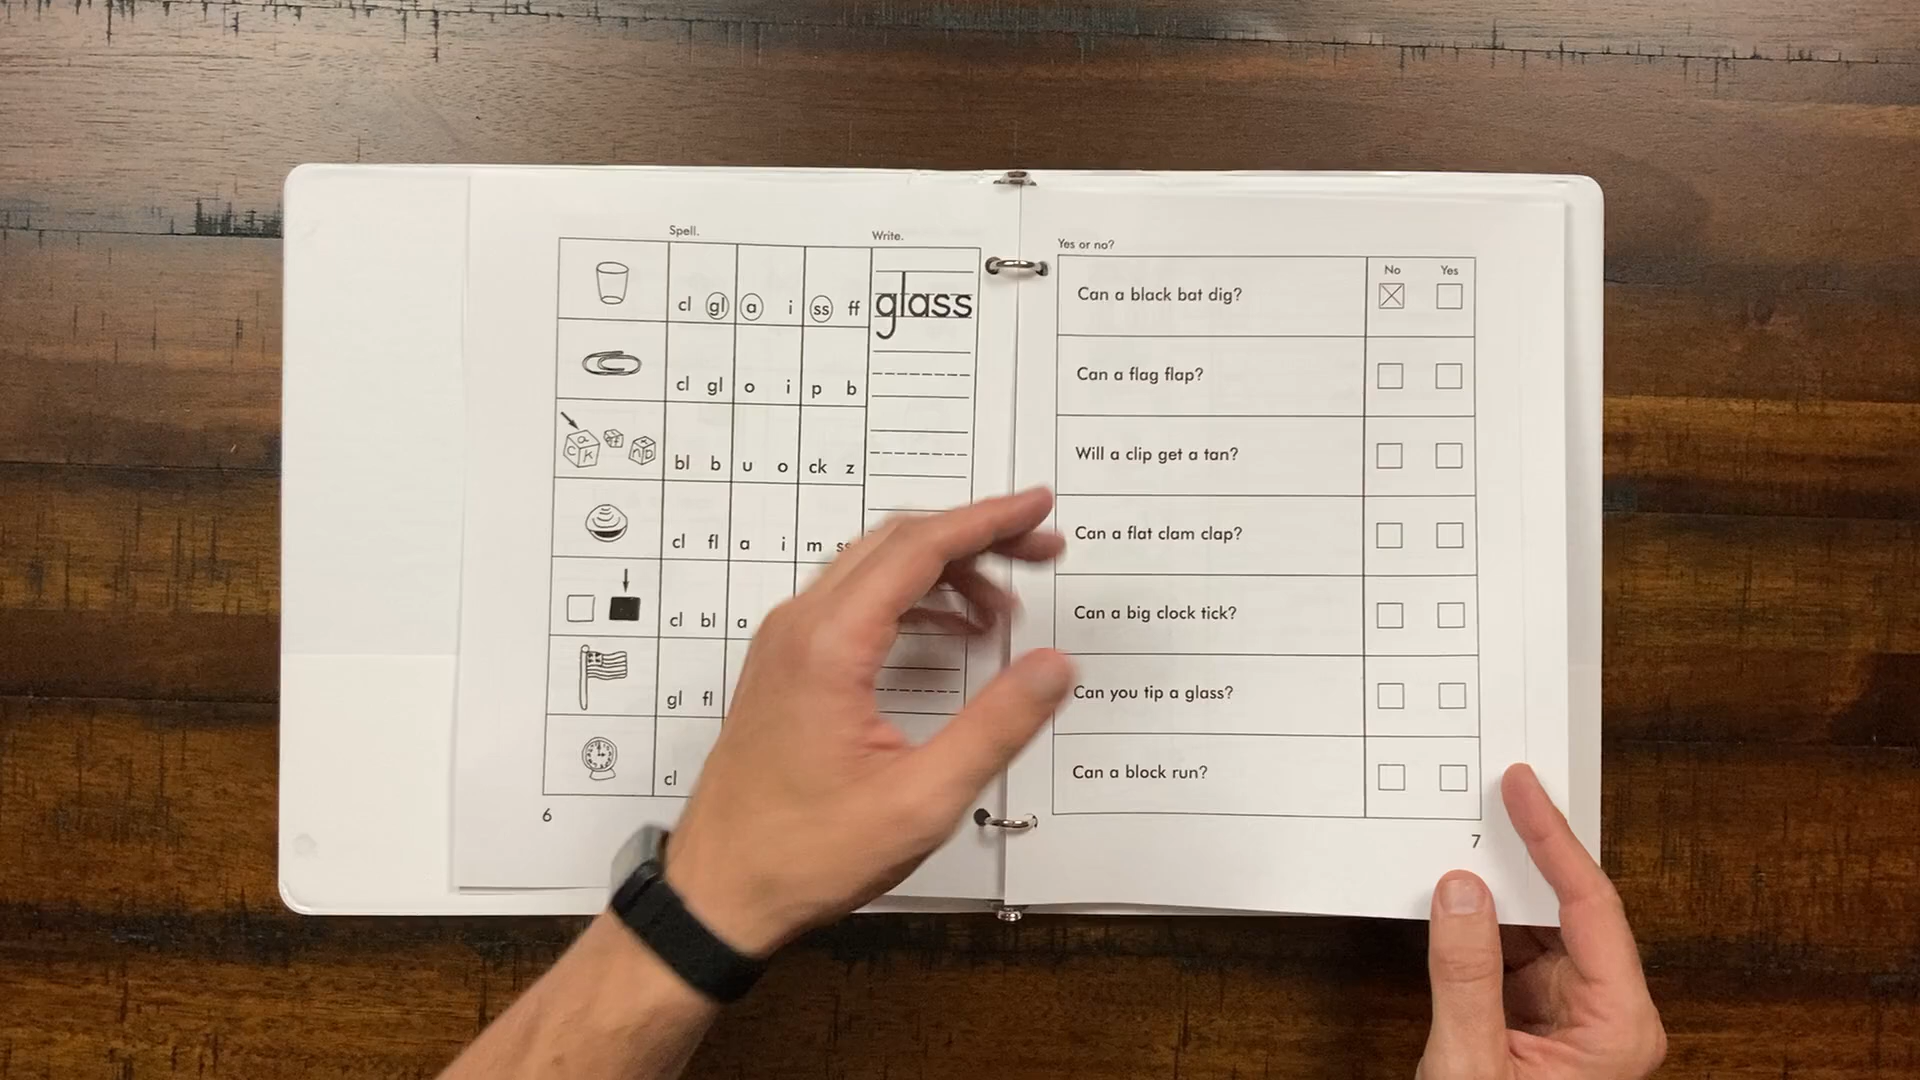 Spell. Write.
cl gl a i ss ff glass
cl gl o i p b
bl b u o ck z
cl fl a i m ss
cl bl a
gl fl
cl
6
Yes or no?
No Yes
Can a black bat dig?
Can a flag flap?
Will a clip get a tan?
Can a flat clam clap?
Can a big clock tick?
Can you tip a glass?
Can a block run?
7